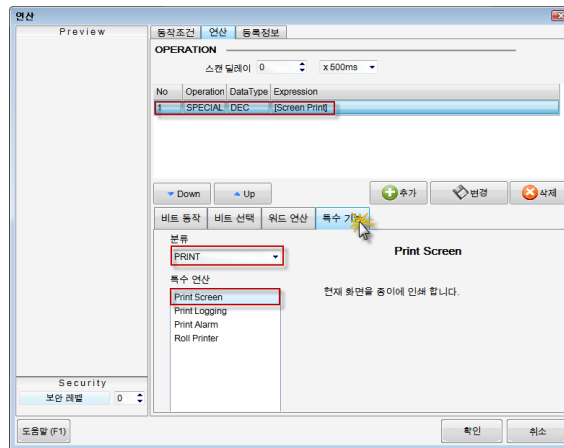 연산
Preview
동작조건 연산 등록정보
OPERATION
스캔 딜레이 0 x 500ms
No Operation DataType Expression
1 SPECIAL DEC [Screen Print]
Down Up 추가 변경 삭제
비트 동작 비트 선택 워드 연산 특수 기
분류
PRINT
Print Screen
특수 연산
현재 화면을 종이에 인쇄 합니다.
Print Screen
Print Logging
Print Alarm
Roll Printer
Security
보안 레벨 0
도움말 (F1) 확인 취소